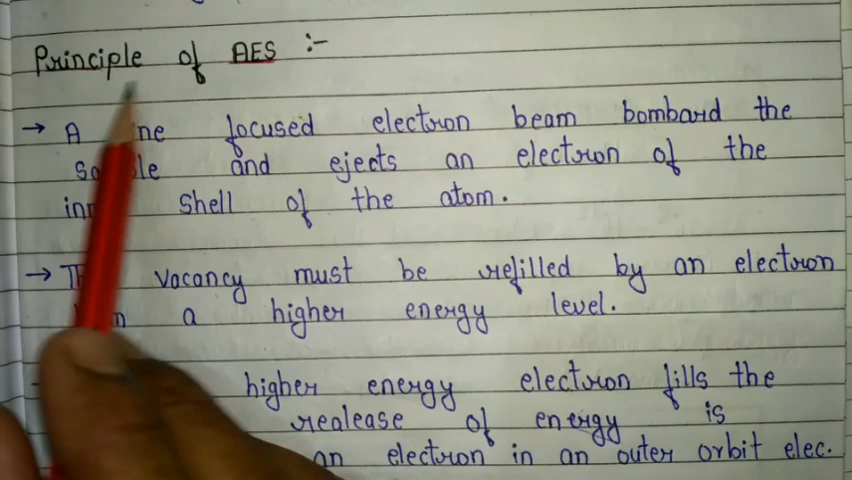 Principle of AES :-
→ A focused electron beam bombard the
and ejects an electron of the
shell of the atom.
→ vacancy must be refilled by an electron
a higher energy level.
higher energy electron fills the
realease of energy is
an electron in an outer orbit elec.